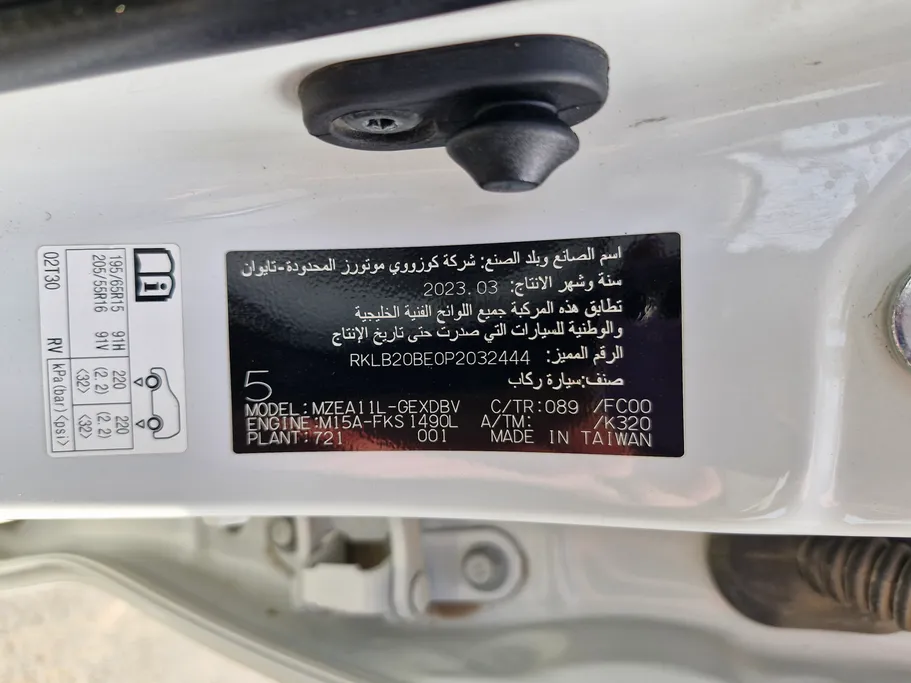 اسم الصانع وبلد الصنع: شركة كوزووي موتورز المحدودة-تايوان
سنة وشهر الانتاج: 2023.03
تطابق هذه المركبة جميع اللوائح الفنية الخليجية
والوطنية للسيارات التي صدرت حتى تاريخ الإنتاج
الرقم المميز: RKLB20BE0P2032444
صنف: سيارة ركاب
5
MODEL:MZEA11L-GEXDBV C/TR:089 /FC00
ENGINE:M15A-FKS 1490L A/TM: /K320
PLANT:721 001 MADE IN TAIWAN
i
195/65R15 91H 220 (2.2) <32> 220 (2.2) <32>
205/55R16 91V
RV kPa(bar)<psi>
02T30